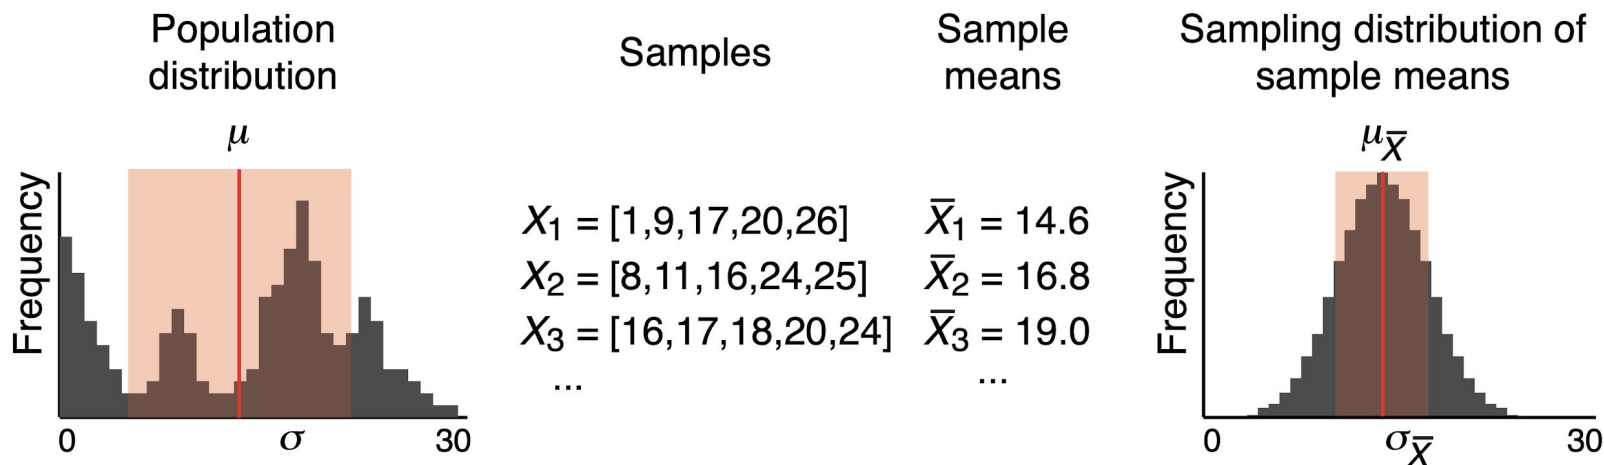 Population
distribution
μ
Frequency
0 σ 30
Samples
X₁ = [1,9,17,20,26]
X₂ = [8,11,16,24,25]
X₃ = [16,17,18,20,24]
...
Sample
means
X̅₁ = 14.6
X̅₂ = 16.8
X̅₃ = 19.0
...
Sampling distribution of
sample means
μ_X̅
Frequency
0 σ_X̅ 30